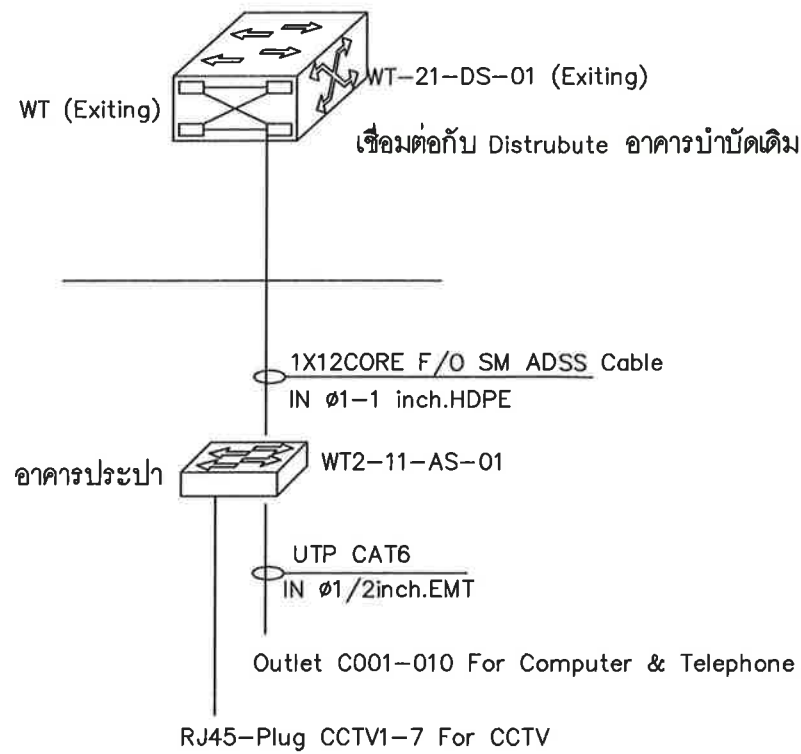 WT-21-DS-01 (Exiting)
WT (Exiting)
เชื่อมต่อกับ Distrubute อาคารบำบัดเดิม
1X12CORE F/O SM ADSS Cable
IN ø1-1 inch.HDPE
อาคารประปา
WT2-11-AS-01
UTP CAT6
IN ø1/2inch.EMT
Outlet C001-010 For Computer & Telephone
RJ45-Plug CCTV1-7 For CCTV